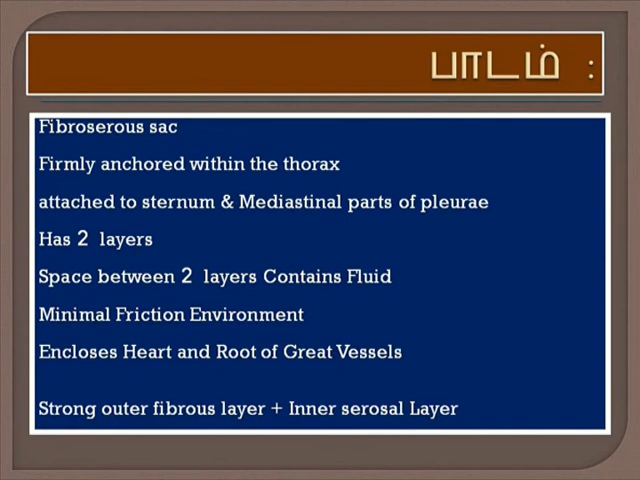 பாடம் :
Fibroserous sac
Firmly anchored within the thorax
attached to sternum & Mediastinal parts of pleurae
Has 2 layers
Space between 2 layers Contains Fluid
Minimal Friction Environment
Encloses Heart and Root of Great Vessels
Strong outer fibrous layer + Inner serosal Layer